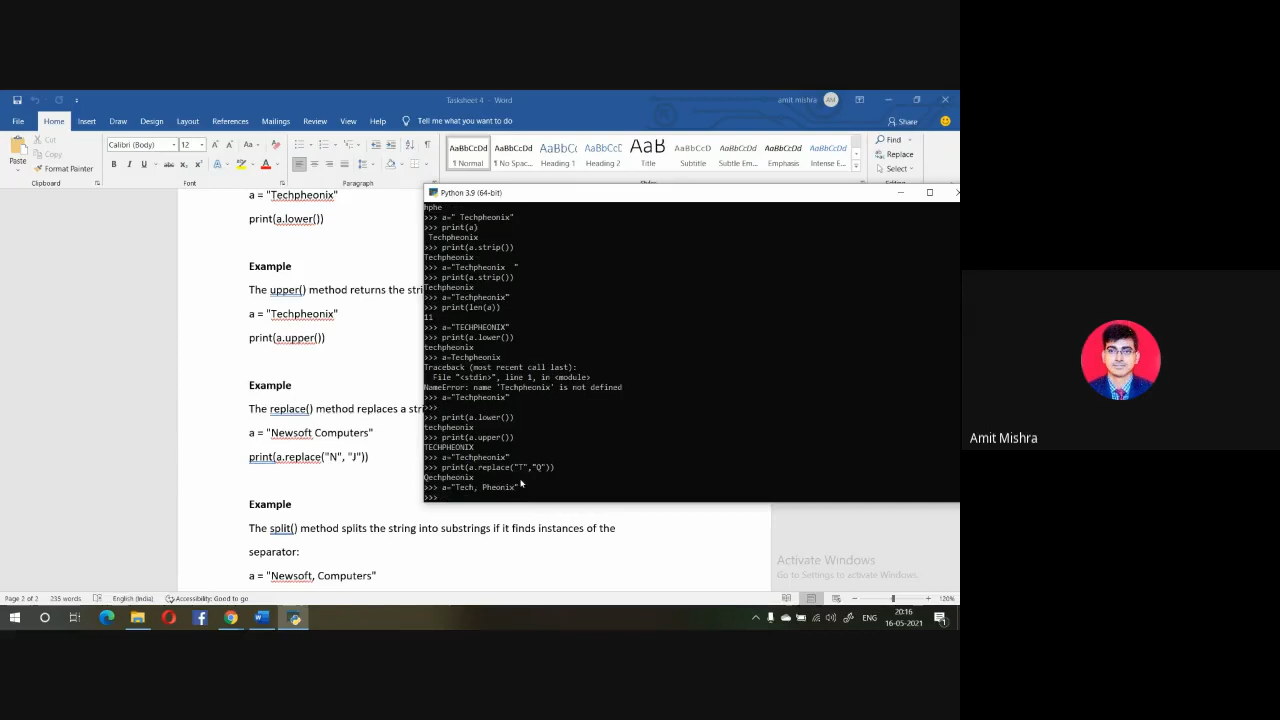 Tasksheet 4 - Word
amit mishra
AM
File
Home
Insert
Draw
Design
Layout
References
Mailings
Review
View
Help
Tell me what you want to do
Share
Paste
Cut
Copy
Format Painter
Clipboard
Calibri (Body)
12
Font
Paragraph
AaBbCcDd
¶ Normal
AaBbCcDd
¶ No Spac...
AaBbC(
Heading 1
AaBbCc
Heading 2
AaB
Title
AaBbCcD
Subtitle
AaBbCcDd
Subtle Em...
AaBbCcDd
Emphasis
AaBbCcDd
Intense E...
Find
Replace
Select
a = "Techpheonix"
print(a.lower())
Example
The upper() method returns the stri
a = "Techpheonix"
print(a.upper())
Example
The replace() method replaces a stri
a = "Newsoft Computers"
print(a.replace("N", "J"))
Example
The split() method splits the string into substrings if it finds instances of the
separator:
a = "Newsoft, Computers"
Python 3.9 (64-bit)
hphe
>>> a=" Techpheonix"
>>> print(a)
 Techpheonix
>>> print(a.strip())
Techpheonix
>>> a="Techpheonix  "
>>> print(a.strip())
Techpheonix
>>> a="Techpheonix"
>>> print(len(a))
11
>>> a="TECHPHEONIX"
>>> print(a.lower())
techpheonix
>>> a=Techpheonix
Traceback (most recent call last):
  File "<stdin>", line 1, in <module>
NameError: name 'Techpheonix' is not defined
>>> a="Techpheonix"
>>>
>>> print(a.lower())
techpheonix
>>> print(a.upper())
TECHPHEONIX
>>> a="Techpheonix"
>>> print(a.replace("T","Q"))
Qechpheonix
>>> a="Tech, Pheonix"
>>>
Amit Mishra
Activate Windows
Go to Settings to activate Windows.
Page 2 of 2
235 words
English (India)
Accessibility: Good to go
120%
ENG
20:16
16-05-2021